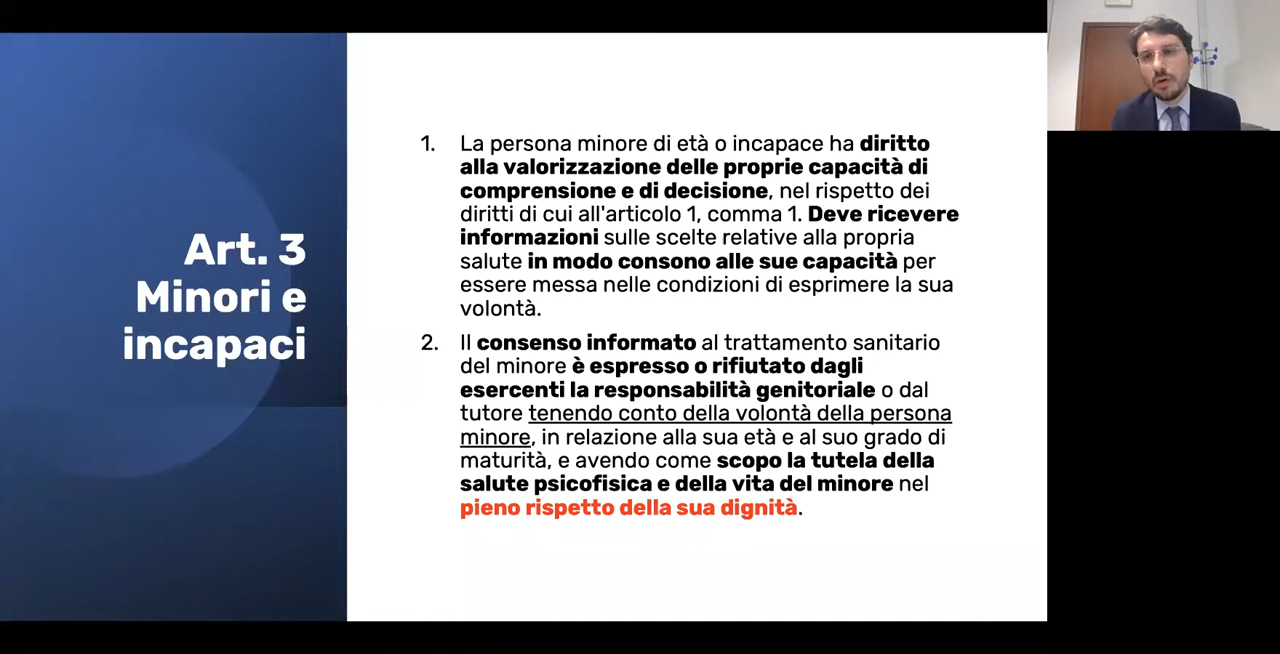 Art. 3
Minori e
incapaci
1. La persona minore di età o incapace ha diritto
alla valorizzazione delle proprie capacità di
comprensione e di decisione, nel rispetto dei
diritti di cui all'articolo 1, comma 1. Deve ricevere
informazioni sulle scelte relative alla propria
salute in modo consono alle sue capacità per
essere messa nelle condizioni di esprimere la sua
volontà.
2. Il consenso informato al trattamento sanitario
del minore è espresso o rifiutato dagli
esercenti la responsabilità genitoriale o dal
tutore tenendo conto della volontà della persona
minore, in relazione alla sua età e al suo grado di
maturità, e avendo come scopo la tutela della
salute psicofisica e della vita del minore nel
pieno rispetto della sua dignità.